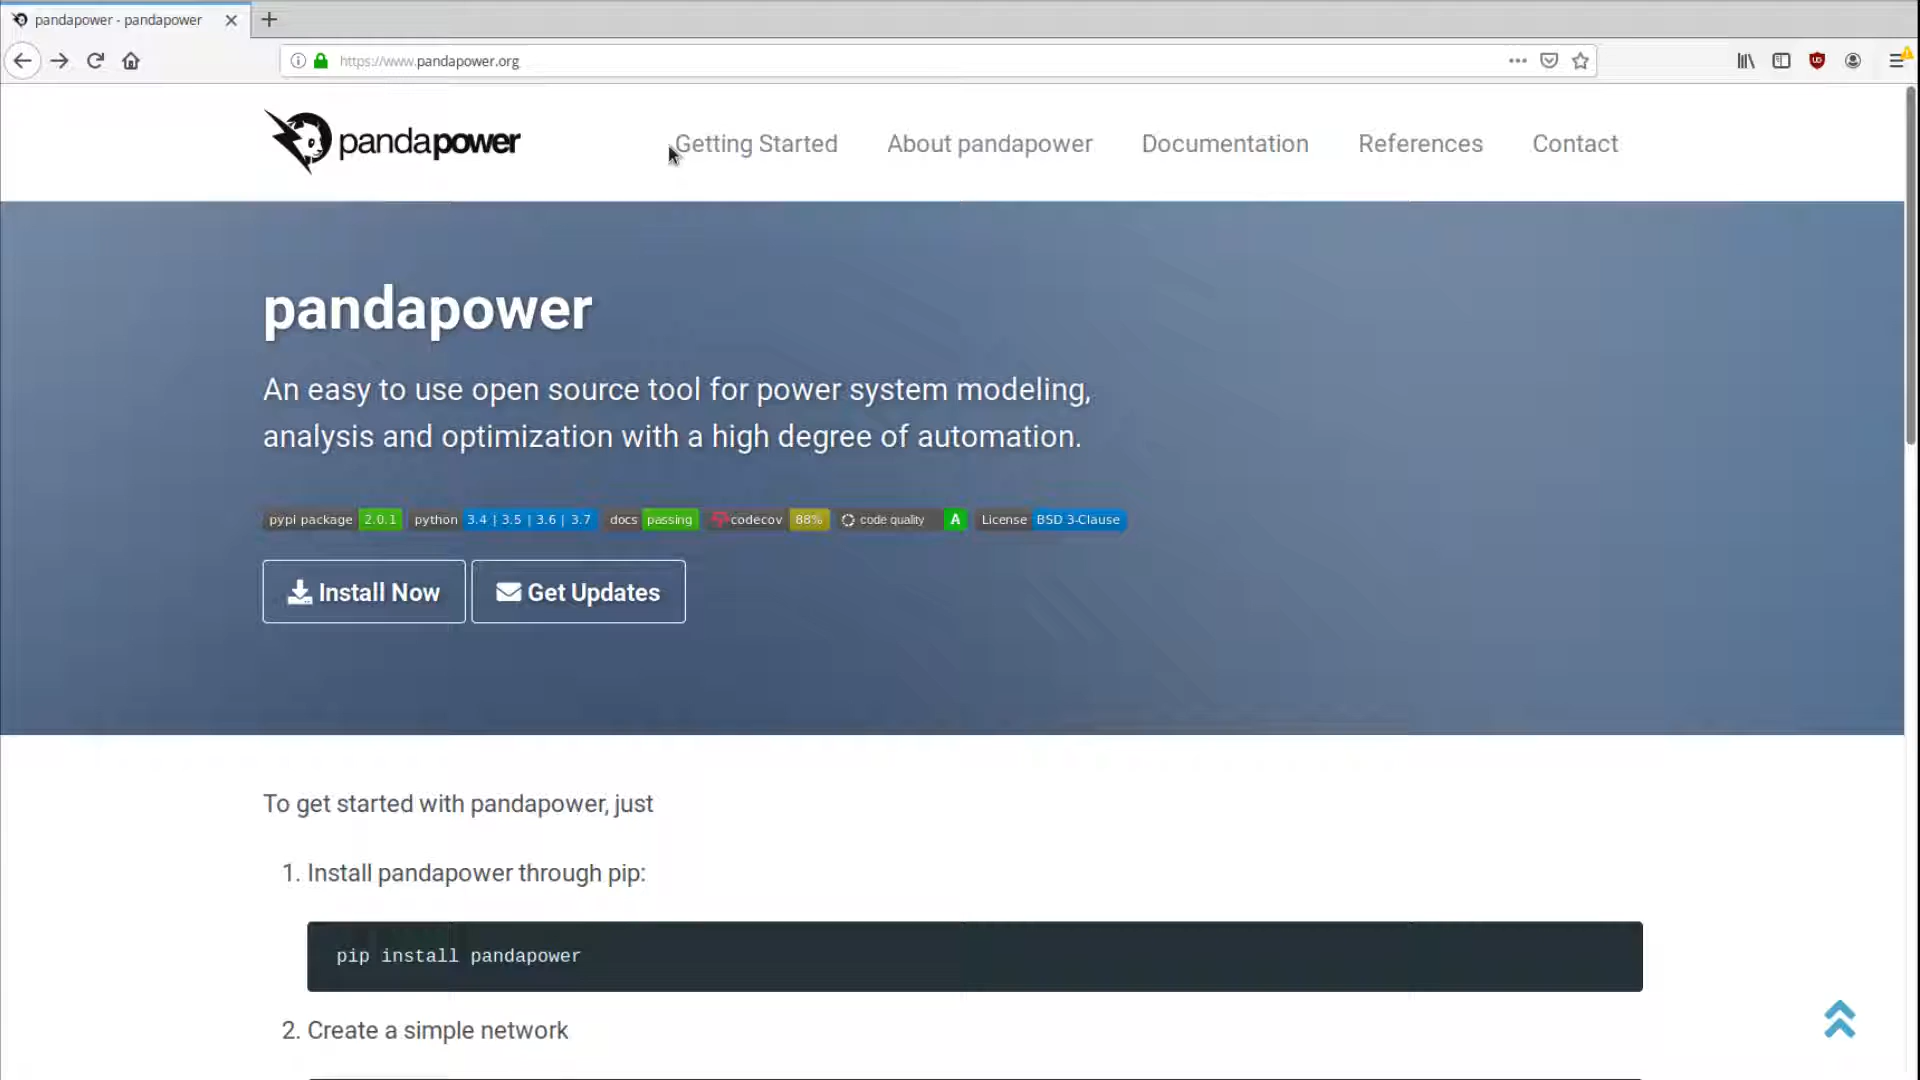 pandapower - pandapower
https://www.pandapower.org
pandapower
Getting Started
About pandapower
Documentation
References
Contact
pandapower
An easy to use open source tool for power system modeling,
analysis and optimization with a high degree of automation.
pypi package 2.0.1 python 3.4 | 3.5 | 3.6 | 3.7 docs passing codecov 88% code quality A License BSD 3-Clause
Install Now
Get Updates
To get started with pandapower, just
1. Install pandapower through pip:
pip install pandapower
2. Create a simple network